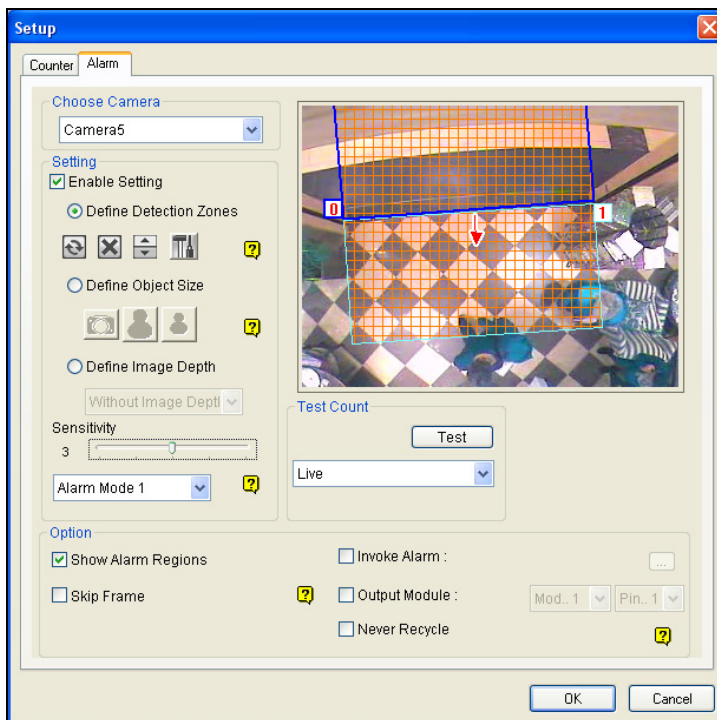 Setup
Counter
Alarm
Choose Camera
Camera5
Setting
Enable Setting
Define Detection Zones
?
Define Object Size
?
Define Image Depth
Without Image Dept
Sensitivity
3
Alarm Mode 1
?
0
1
Test Count
Test
Live
Option
Show Alarm Regions
Skip Frame
?
Invoke Alarm :
...
Output Module :
Mod.. 1
Pin.. 1
Never Recycle
?
OK
Cancel